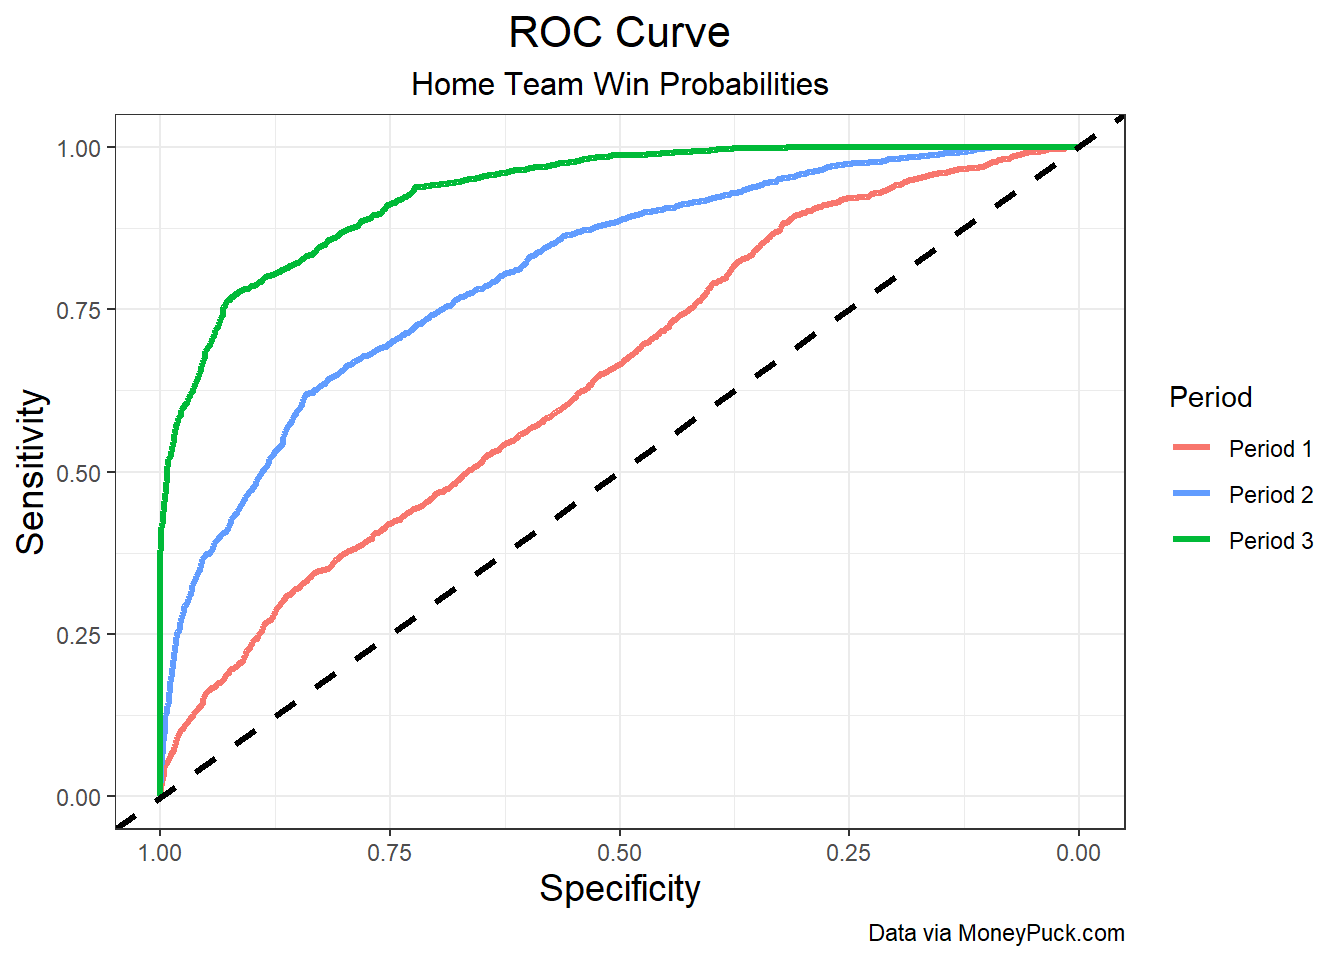 ROC Curve
Home Team Win Probabilities
1.00
0.75
0.50
0.25
0.00
Sensitivity
1.00
0.75
0.50
0.25
0.00
Specificity
Period
Period 1
Period 2
Period 3
Data via MoneyPuck.com